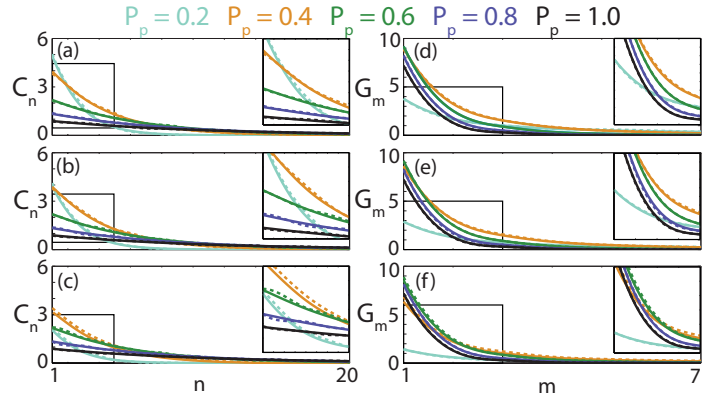 P_p = 0.2 P_p = 0.4 P_p = 0.6 P_p = 0.8 P_p = 1.0
6 (a) 3 C_n 0
10 (d) 5 G_m 0
6 (b) 3 C_n 0
10 (e) 5 G_m 0
6 (c) 3 C_n 0
10 (f) 5 G_m 0
1 n 20
1 m 7